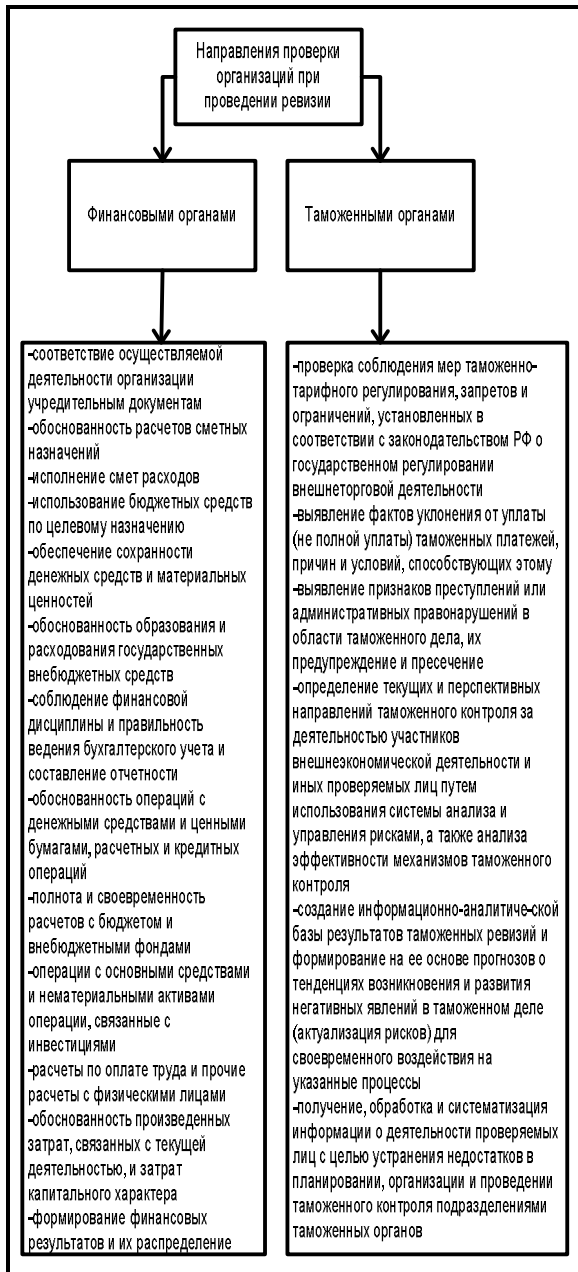 Направления проверки
организаций при
проведении ревизии
Финансовыми органами
Таможенными органами
-соответствие осуществляемой
деятельности организации
учредительным документам
-обоснованность расчетов сметных
назначений
-исполнение смет расходов
-использование бюджетных средств
по целевому назначению
-обеспечение сохранности
денежных средств и материальных
ценностей
-обоснованность образования и
расходования государственных
внебюджетных средств
-соблюдение финансовой
дисциплины и правильность
ведения бухгалтерского учета и
составление отчетности
-обоснованность операций с
денежными средствами и ценными
бумагами, расчетных и кредитных
операций
-полнота и своевременность
расчетов с бюджетом и
внебюджетными фондами
-операции с основными средствами
и нематериальными активами
операции, связанные с
инвестициями
-расчеты по оплате труда и прочие
расчеты с физическими лицами
-обоснованность произведенных
затрат, связанных с текущей
деятельностью, и затрат
капитального характера
-формирование финансовых
результатов и их распределение
-проверка соблюдения мер таможенно-
тарифного регулирования, запретов и
ограничений, установленных в
соответствии с законодательством РФ о
государственном регулировании
внешнеторговой деятельности
-выявление фактов уклонения от уплаты
(не полной уплаты) таможенных платежей,
причин и условий, способствующих этому
-выявление признаков преступлений или
административных правонарушений в
области таможенного дела, их
предупреждение и пресечение
-определение текущих и перспективных
направлений таможенного контроля за
деятельностью участников
внешнеэкономической деятельности и
иных проверяемых лиц путем
использования системы анализа и
управления рисками, а также анализа
эффективности механизмов таможенного
контроля
-создание информационно-аналитиче-ской
базы результатов таможенных ревизий и
формирование на ее основе прогнозов о
тенденциях возникновения и развития
негативных явлений в таможенном деле
(актуализация рисков) для
своевременного воздействия на
указанные процессы
-получение, обработка и систематизация
информации о деятельности проверяемых
лиц с целью устранения недостатков в
планировании, организации и проведении
таможенного контроля подразделениями
таможенных органов